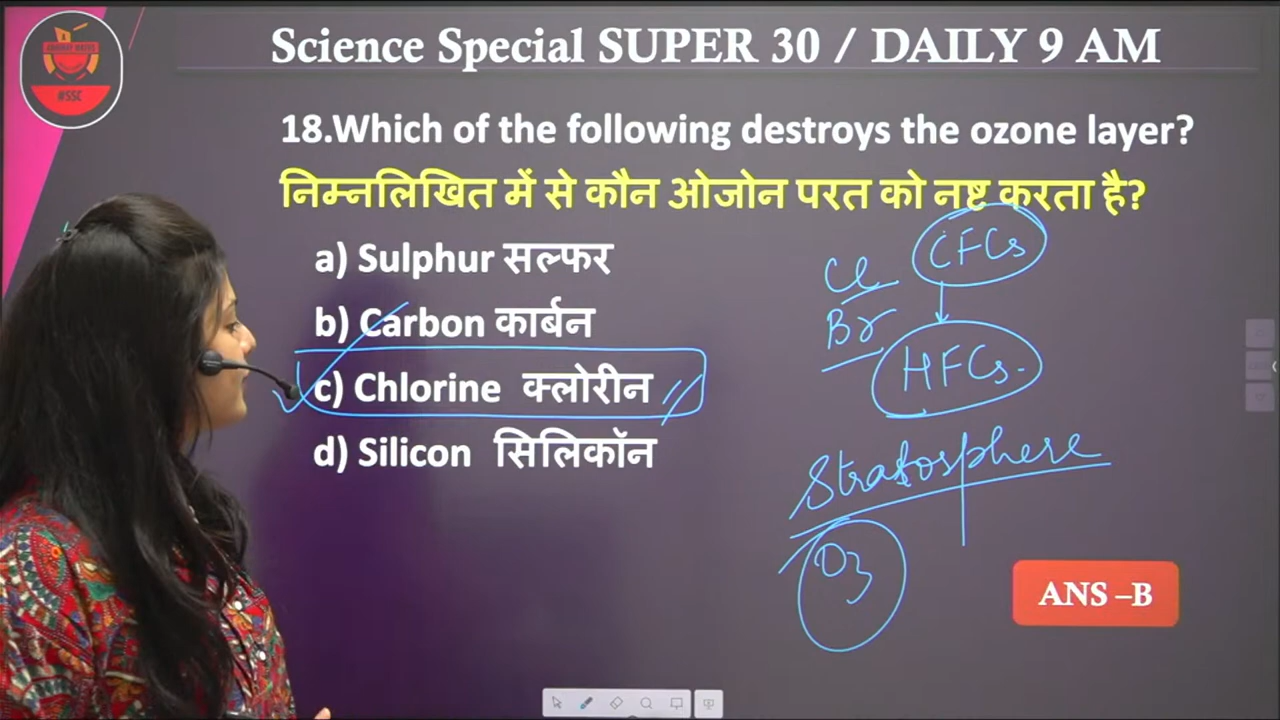 Science Special SUPER 30 / DAILY 9 AM
#SSC
18.Which of the following destroys the ozone layer?
निम्नलिखित में से कौन ओजोन परत को नष्ट करता है?
a) Sulphur सल्फर
b) Carbon कार्बन
c) Chlorine क्लोरीन
d) Silicon सिलिकॉन
Cl
CFCs
Br
HFCs.
Stratosphere
O3
ANS –B